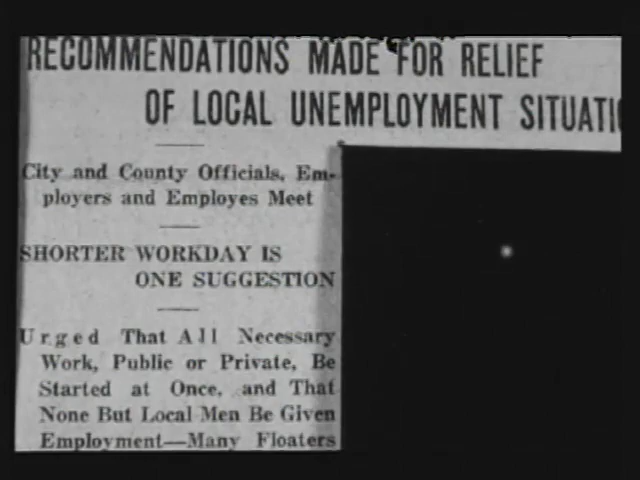 RECOMMENDATIONS MADE FOR RELIEF
OF LOCAL UNEMPLOYMENT SITUATI
City and County Officials, Em-
ployers and Employes Meet
SHORTER WORKDAY IS
ONE SUGGESTION
Urged That All Necessary
Work, Public or Private, Be
Started at Once, and That
None But Local Men Be Given
Employment—Many Floaters